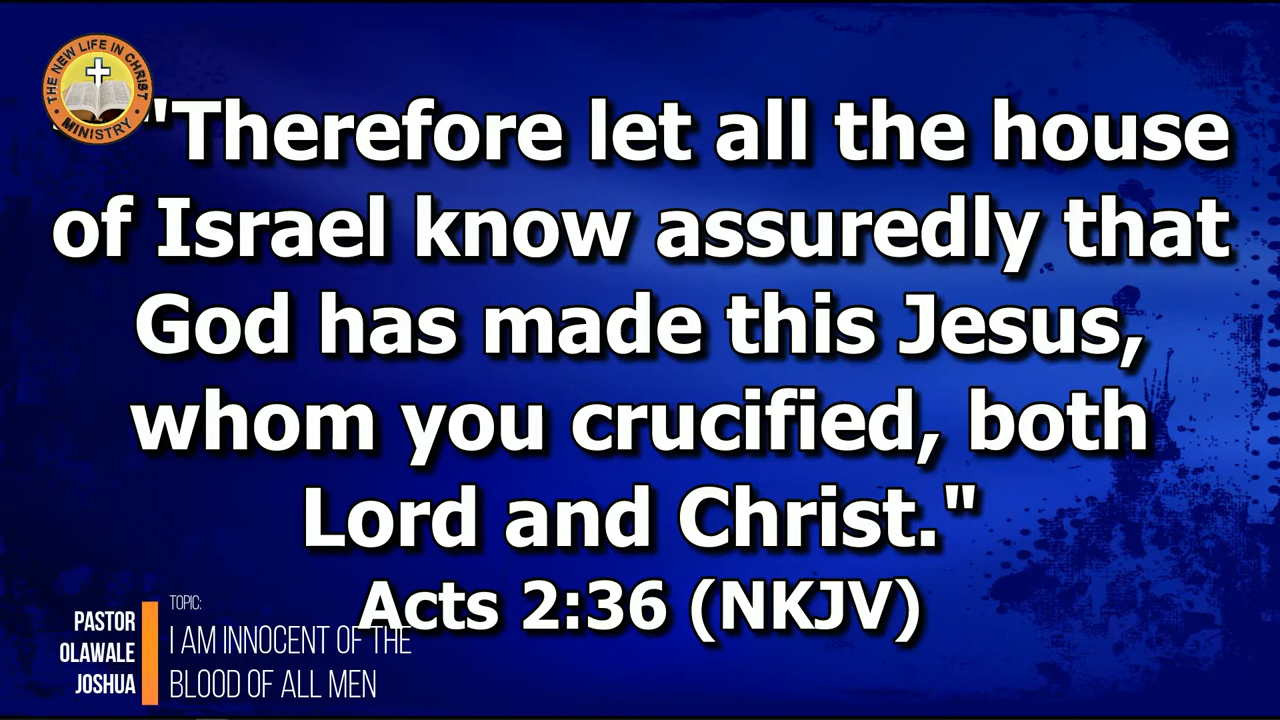 THE NEW LIFE IN CHRIST
MINISTRY
"Therefore let all the house
of Israel know assuredly that
God has made this Jesus,
whom you crucified, both
Lord and Christ."
Acts 2:36 (NKJV)
PASTOR
OLAWALE
JOSHUA
TOPIC:
I AM INNOCENT OF THE
BLOOD OF ALL MEN